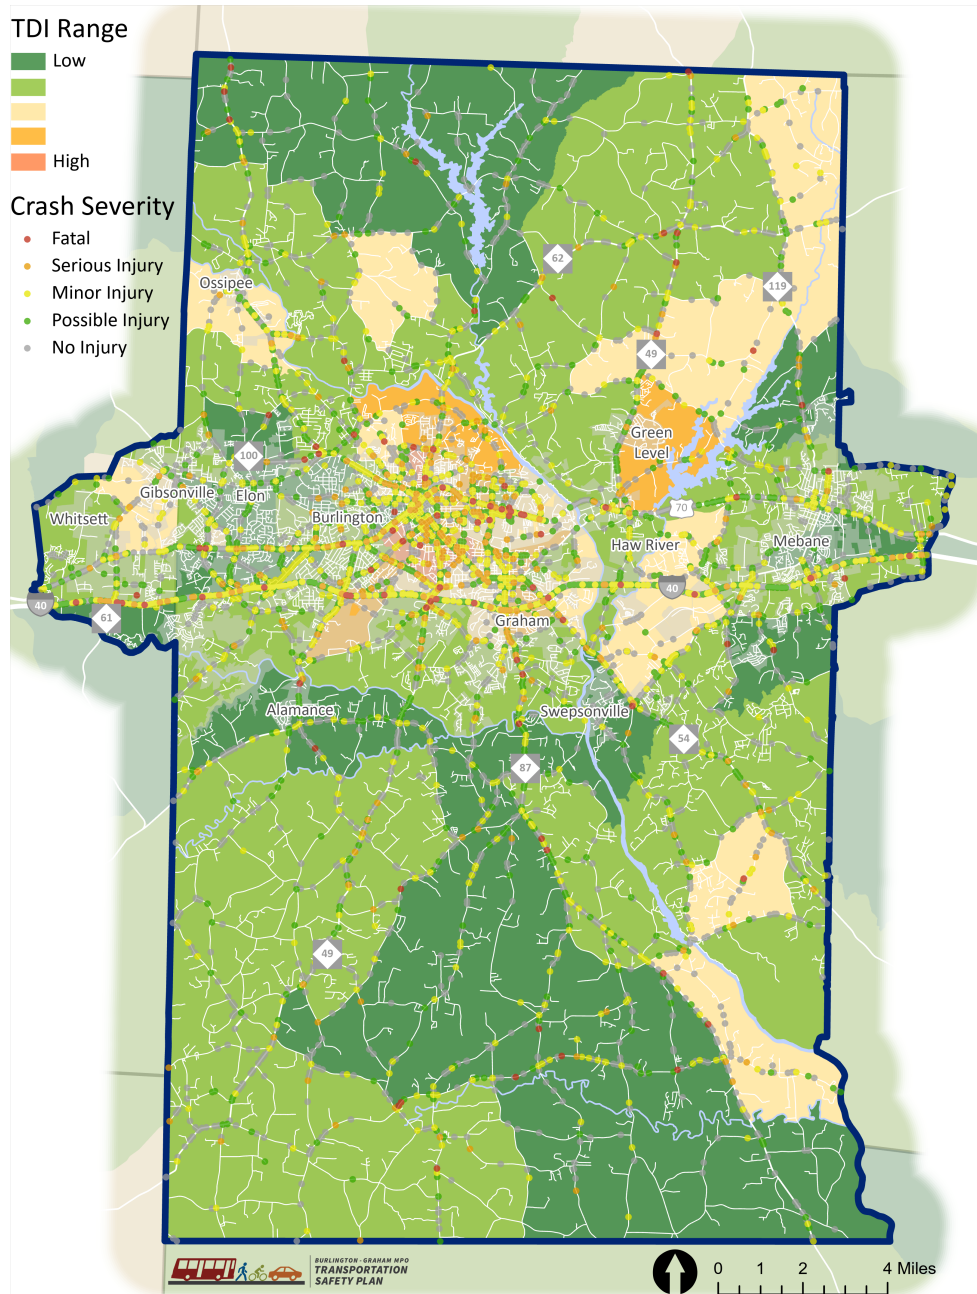 TDI Range
Low
High
Crash Severity
Fatal
Serious Injury
Minor Injury
Possible Injury
No Injury
62
119
Ossipee
49
Green
Level
100
Gibsonville
Elon
Whitsett
Burlington
70
Haw River
Mebane
40
40
61
Graham
Alamance
Swepsonville
54
87
49
BURLINGTON - GRAHAM MPO
TRANSPORTATION
SAFETY PLAN
0 1 2 4 Miles